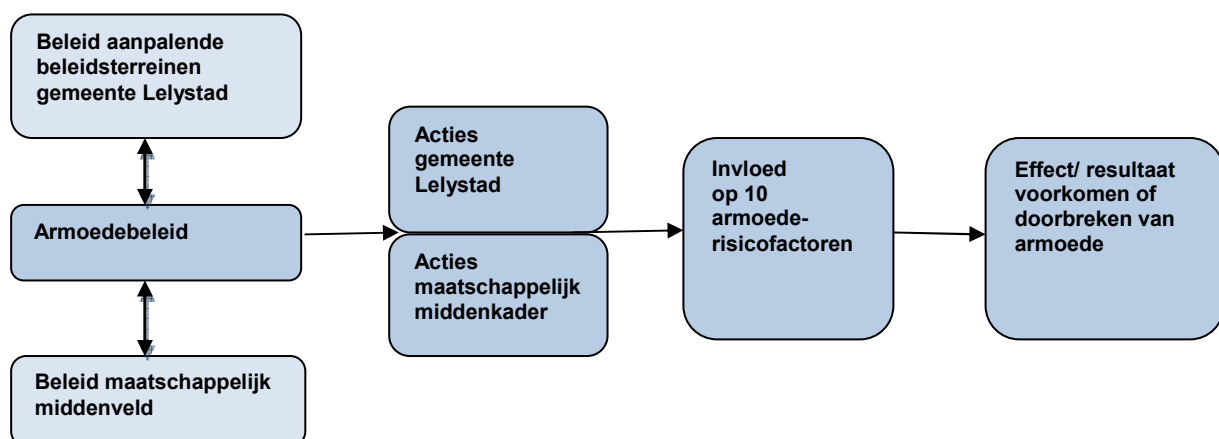 Beleid aanpalende
beleidsterreinen
gemeente Lelystad
Armoedebeleid
Beleid maatschappelijk
middenveld
Acties
gemeente
Lelystad
Acties
maatschappelijk
middenkader
Invloed
op 10
armoede-
risicofactoren
Effect/ resultaat
voorkomen of
doorbreken van
armoede